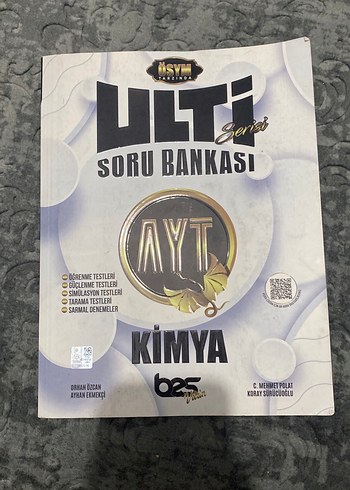 ÖSYM
TARZINDA
ULTİ
Serisi
SORU BANKASI
AYT
ÖĞRENME TESTLERİ
GÜÇLENME TESTLERİ
SİMÜLASYON TESTLERİ
TARAMA TESTLERİ
SARMAL DENEMELER
KİMYA
ORHAN ÖZCAN
AYHAN EKMEKÇİ
bes
C. MEHMET POLAT
KORAY SÜRÜCÜOĞLU